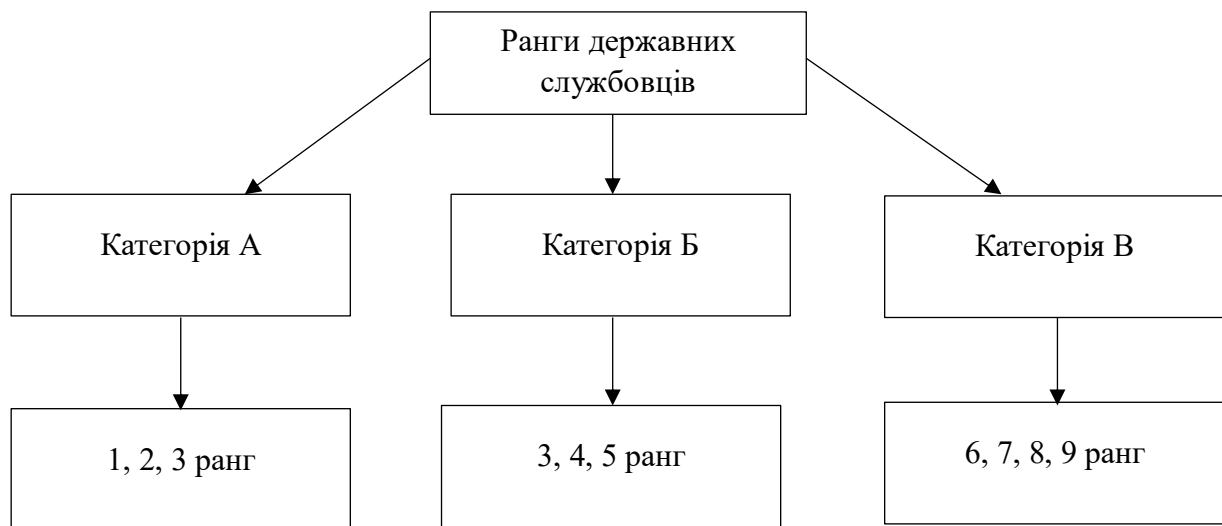 Ранги державних
службовців
Категорія А
Категорія Б
Категорія В
1, 2, 3 ранг
3, 4, 5 ранг
6, 7, 8, 9 ранг